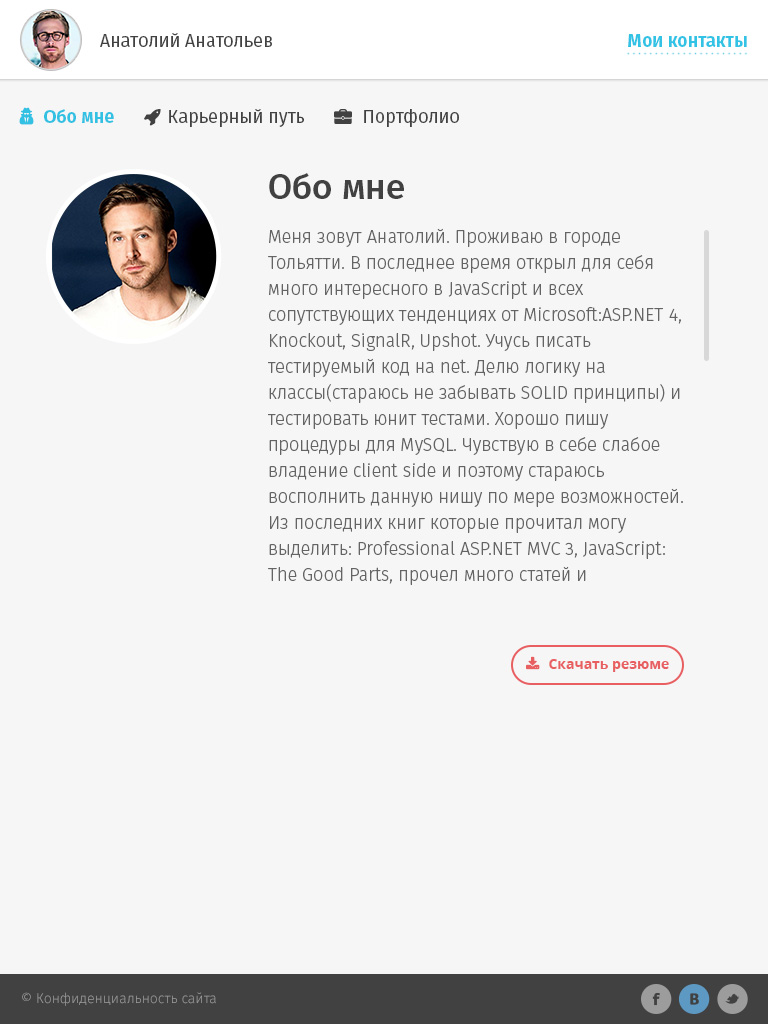 Анатолий Анатольев
Мои контакты
Обо мне
Карьерный путь
Портфолио
Обо мне
Меня зовут Анатолий. Проживаю в городе
Тольятти. В последнее время открыл для себя
много интересного в JavaScript и всех
сопутствующих тенденциях от Microsoft:ASP.NET 4,
Knockout, SignalR, Upshot. Учусь писать
тестируемый код на net. Делю логику на
классы(стараюсь не забывать SOLID принципы) и
тестировать юнит тестами. Хорошо пишу
процедуры для MySQL. Чувствую в себе слабое
владение client side и поэтому стараюсь
восполнить данную нишу по мере возможностей.
Из последних книг которые прочитал могу
выделить: Professional ASP.NET MVC 3, JavaScript:
The Good Parts, прочел много статей и
Скачать резюме
© Конфиденциальность сайта